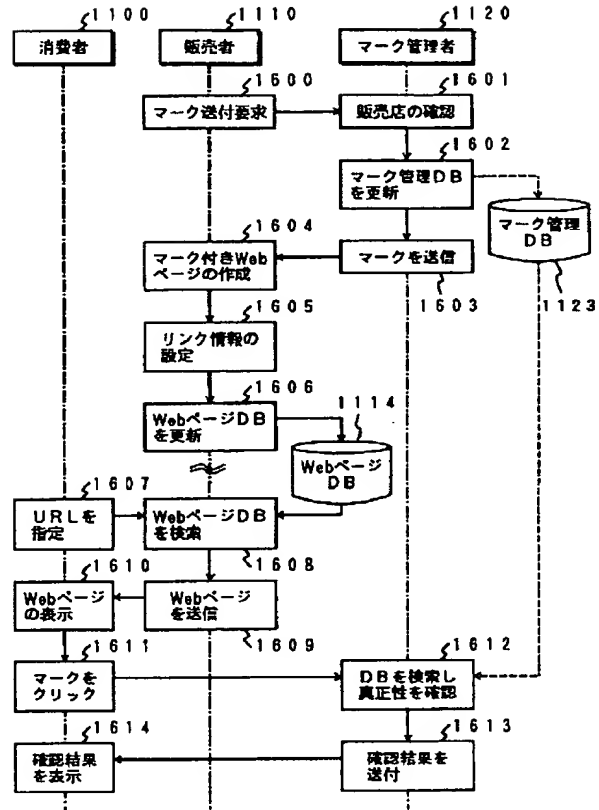 1100
1110
1120
消費者
販売者
マーク管理者
1600
1601
マーク送付要求
販売店の確認
1602
マーク管理DB
を更新
マーク管理
DB
1604
マーク付きWeb
ページの作成
マークを送信
1603
1123
1605
リンク情報の
設定
1606
1114
WebページDB
を更新
Webページ
DB
1607
URLを
指定
WebページDB
を検索
1608
1610
Webページ
の表示
Webページ
を送信
1609
1611
1612
マークを
クリック
DBを検索し
真正性を確認
1614
1613
確認結果
を表示
確認結果を
送付